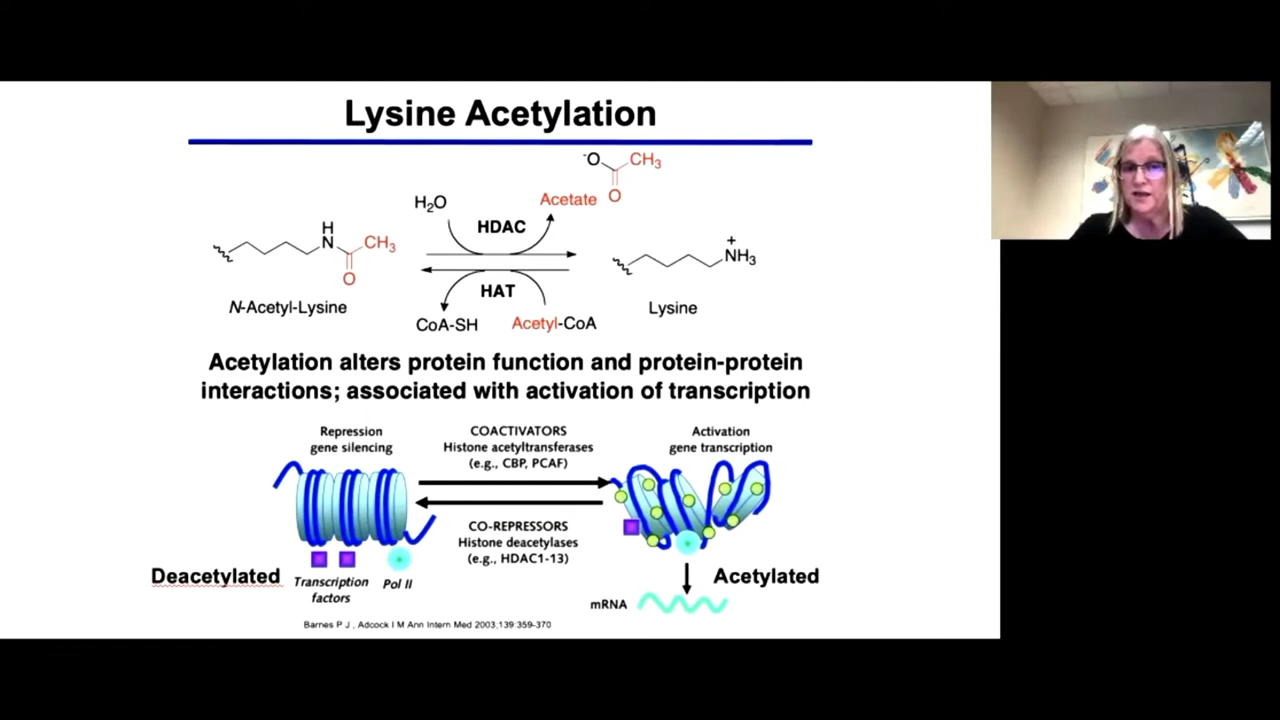 Lysine Acetylation
-O CH3
O
H2O
Acetate
HDAC
H
N CH3
O
+
NH3
HAT
N-Acetyl-Lysine
Lysine
CoA-SH
Acetyl-CoA
Acetylation alters protein function and protein-protein
interactions; associated with activation of transcription
Repression
gene silencing
COACTIVATORS
Histone acetyltransferases
(e.g., CBP, PCAF)
Activation
gene transcription
CO-REPRESSORS
Histone deacetylases
(e.g., HDAC1-13)
Deacetylated
Transcription
factors
Pol II
Acetylated
mRNA
Barnes P J , Adcock I M Ann Intern Med 2003;139:359-370